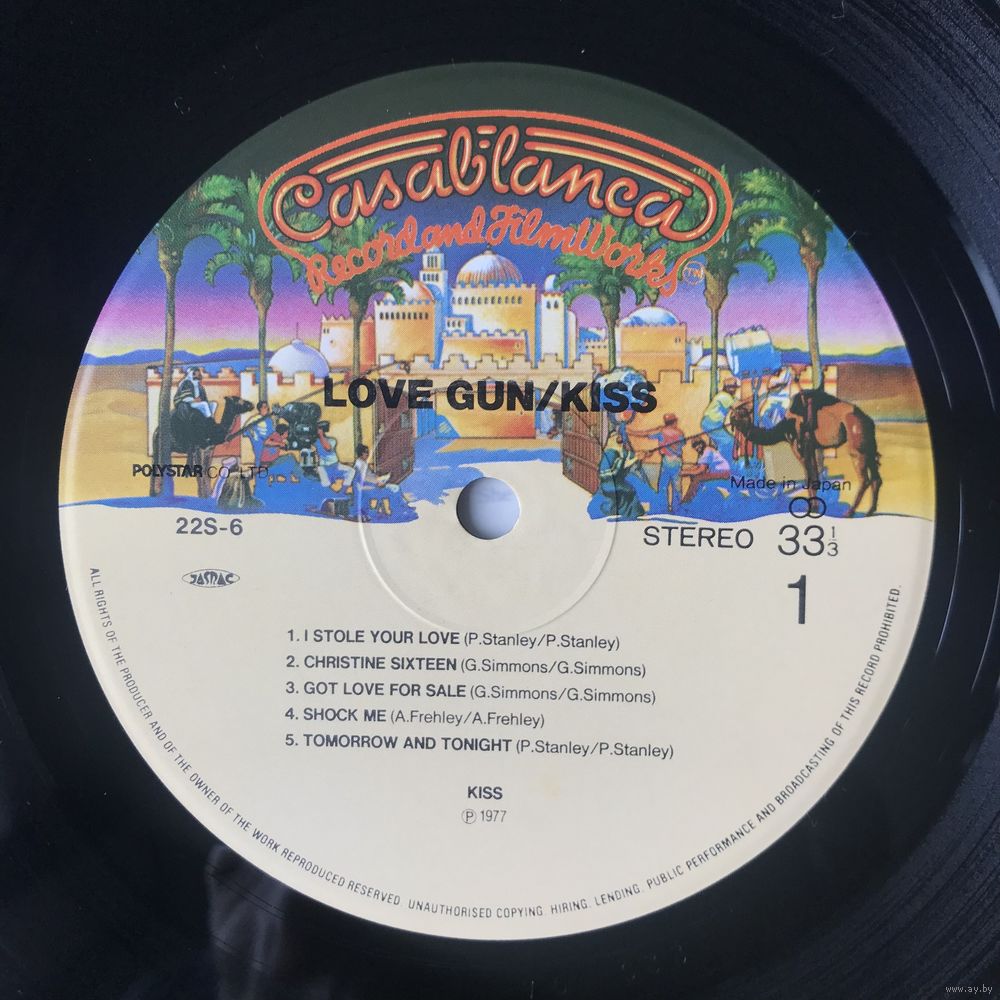 Casablanca
Record and FilmWorks TM
LOVE GUN/KISS
POLYSTAR CO., LTD.
Made in Japan
22S-6
STEREO 33⅓
JASRAC
1
1. I STOLE YOUR LOVE (P.Stanley/P.Stanley)
2. CHRISTINE SIXTEEN (G.Simmons/G.Simmons)
3. GOT LOVE FOR SALE (G.Simmons/G.Simmons)
4. SHOCK ME (A.Frehley/A.Frehley)
5. TOMORROW AND TONIGHT (P.Stanley/P.Stanley)
KISS
Ⓟ 1977
ALL RIGHTS OF THE PRODUCER AND OF THE OWNER OF THE WORK REPRODUCED RESERVED. UNAUTHORISED COPYING. HIRING. LENDING. PUBLIC PERFORMANCE AND BROADCASTING OF THIS RECORD PROHIBITED.
www.ay.by